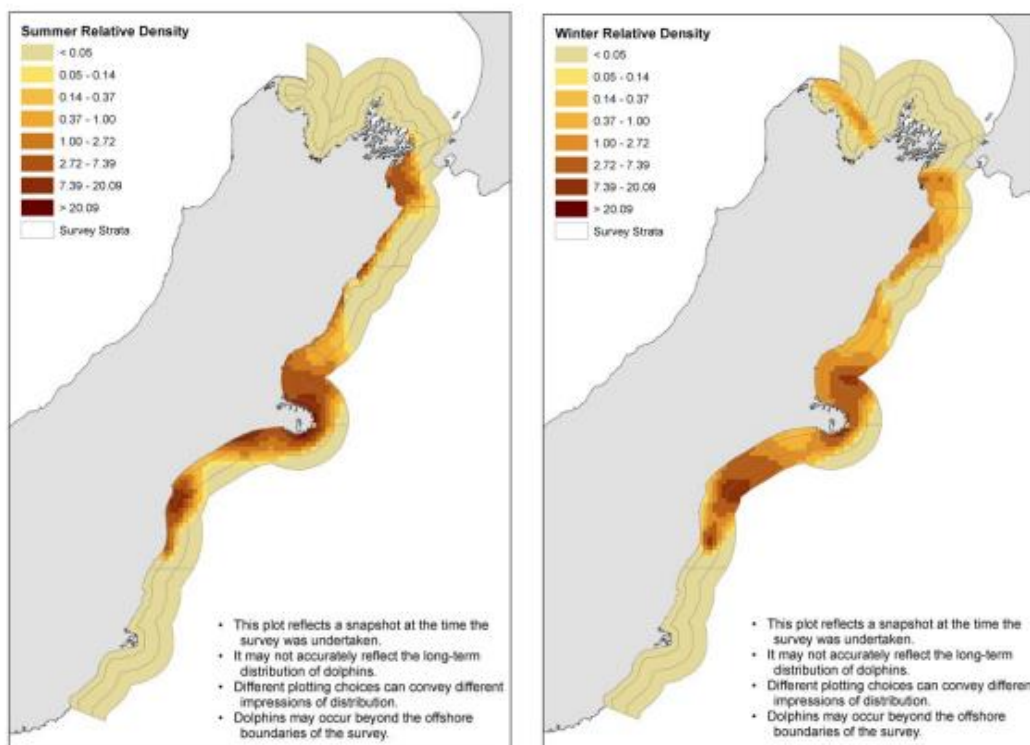 Summer Relative Density
< 0.05
0.05 - 0.14
0.14 - 0.37
0.37 - 1.00
1.00 - 2.72
2.72 - 7.39
7.39 - 20.09
> 20.09
Survey Strata
• This plot reflects a snapshot at the time the
survey was undertaken.
• It may not accurately reflect the long-term
distribution of dolphins.
• Different plotting choices can convey different
impressions of distribution.
• Dolphins may occur beyond the offshore
boundaries of the survey.
Winter Relative Density
< 0.05
0.05 - 0.14
0.14 - 0.37
0.37 - 1.00
1.00 - 2.72
2.72 - 7.39
7.39 - 20.09
> 20.09
Survey Strata
• This plot reflects a snapshot at the time the
survey was undertaken.
• It may not accurately reflect the long-term
distribution of dolphins.
• Different plotting choices can convey different
impressions of distribution.
• Dolphins may occur beyond the offshore
boundaries of the survey.